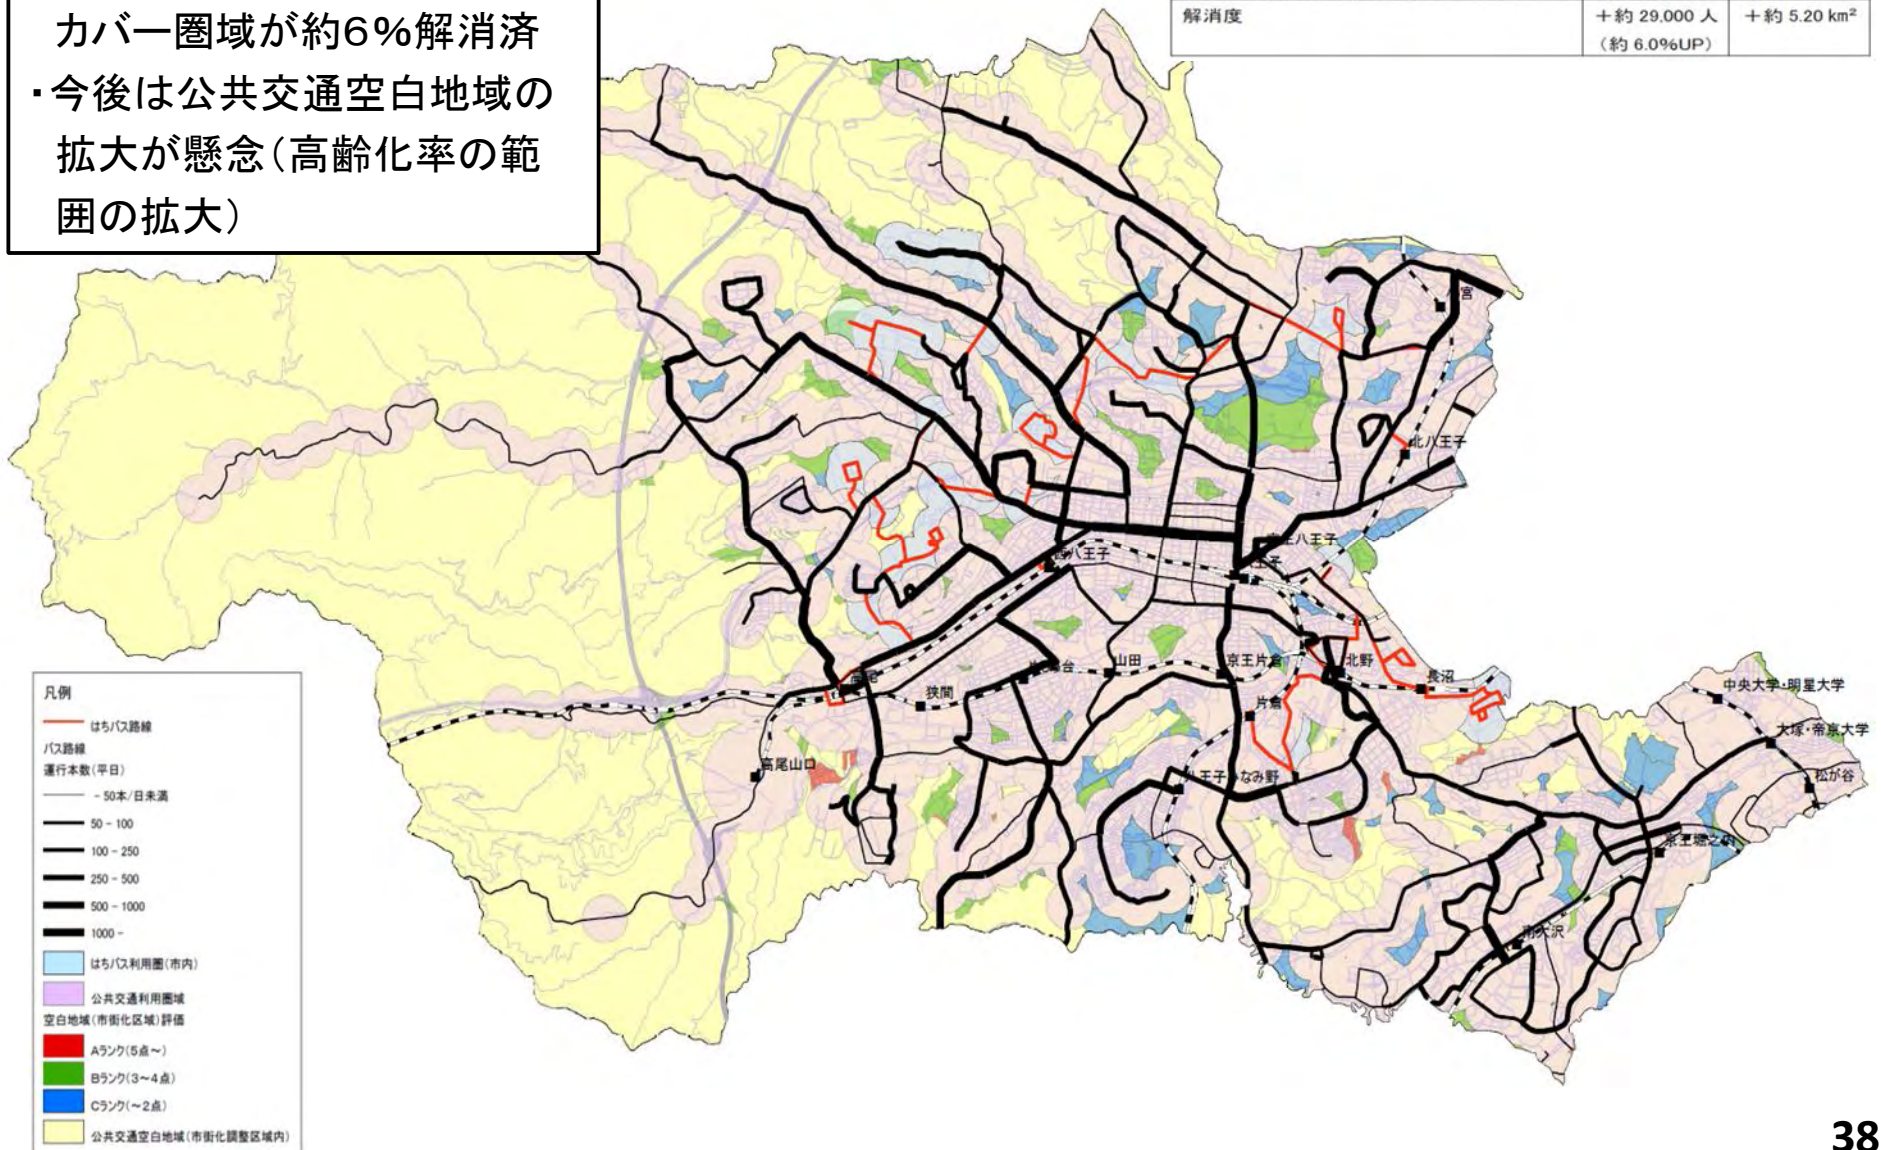 カバー圏域が約6%解消済
・今後は公共交通空白地域の
拡大が懸念(高齢化率の範
囲の拡大)
解消度
+約 29,000 人
(約 6.0%UP)
+約 5.20 km²
北八王子
西八王子
京王八王子
山田
京王片倉
北野
長沼
狭間
片倉
高尾山口
中央大学・明星大学
大塚・帝京大学
松が谷
京王堀之内
南大沢
凡例
はちバス路線
バス路線
運行本数(平日)
- 50本/日未満
50 - 100
100 - 250
250 - 500
500 - 1000
1000 -
はちバス利用圏(市内)
公共交通利用圏域
空白地域(市街化区域)評価
Aランク(5点~)
Bランク(3~4点)
Cランク(~2点)
公共交通空白地域(市街化調整区域内)
38